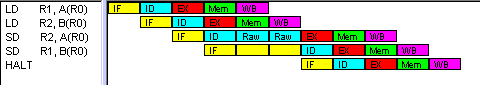 LD R1, A(R0) IF ID EX Mem WB
LD R2, B(R0) IF ID EX Mem WB
SD R2, A(R0) IF ID Raw Raw EX Mem WB
SD R1, B(R0) IF ID EX Mem WB
HALT IF ID EX Mem WB